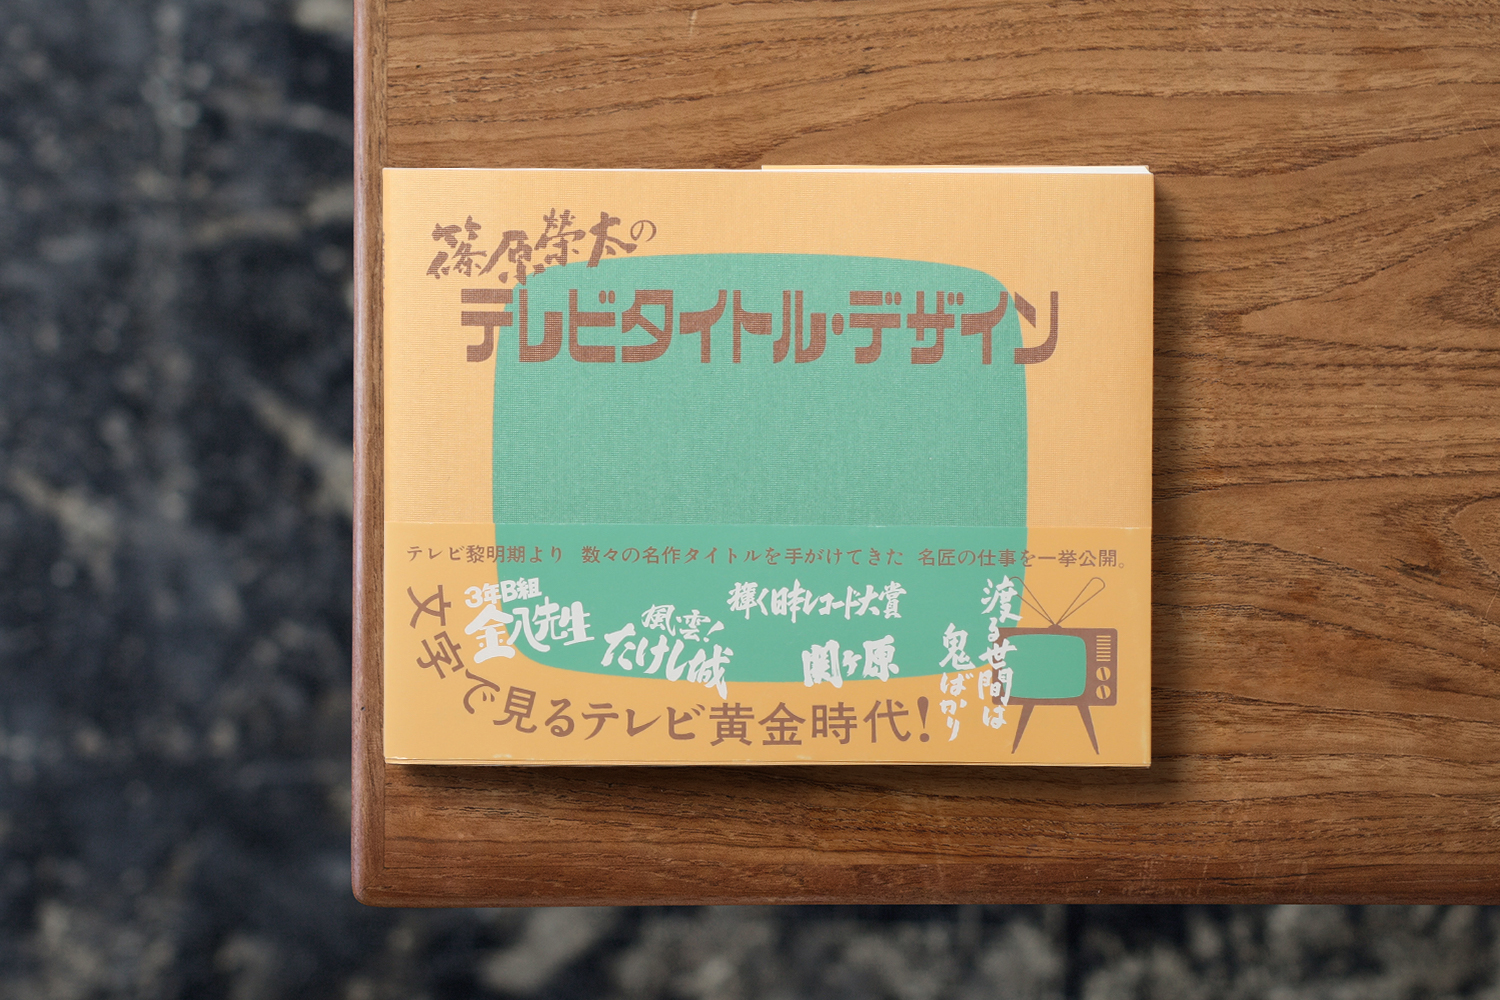 篠原榮太の
テレビタイトル・デザイン
テレビ黎明期より 数々の名作タイトルを手がけてきた 名匠の仕事を一挙公開。
3年B組
金八先生
風雲!
たけし城
輝く日本レコード大賞
関ヶ原
渡る世間は
鬼ばかり
文字で見るテレビ黄金時代!